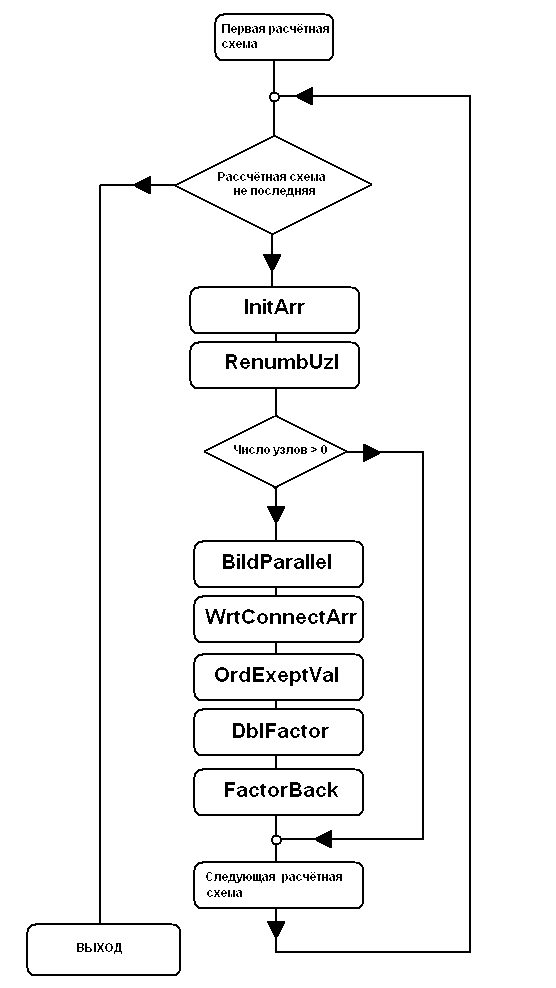 Первая расчётная
схема
Рассчётная схема
не последняя
InitArr
RenumbUzl
Число узлов > 0
BildParallel
WrtConnectArr
OrdExeptVal
DblFactor
FactorBack
Следующая расчётная
схема
ВЫХОД